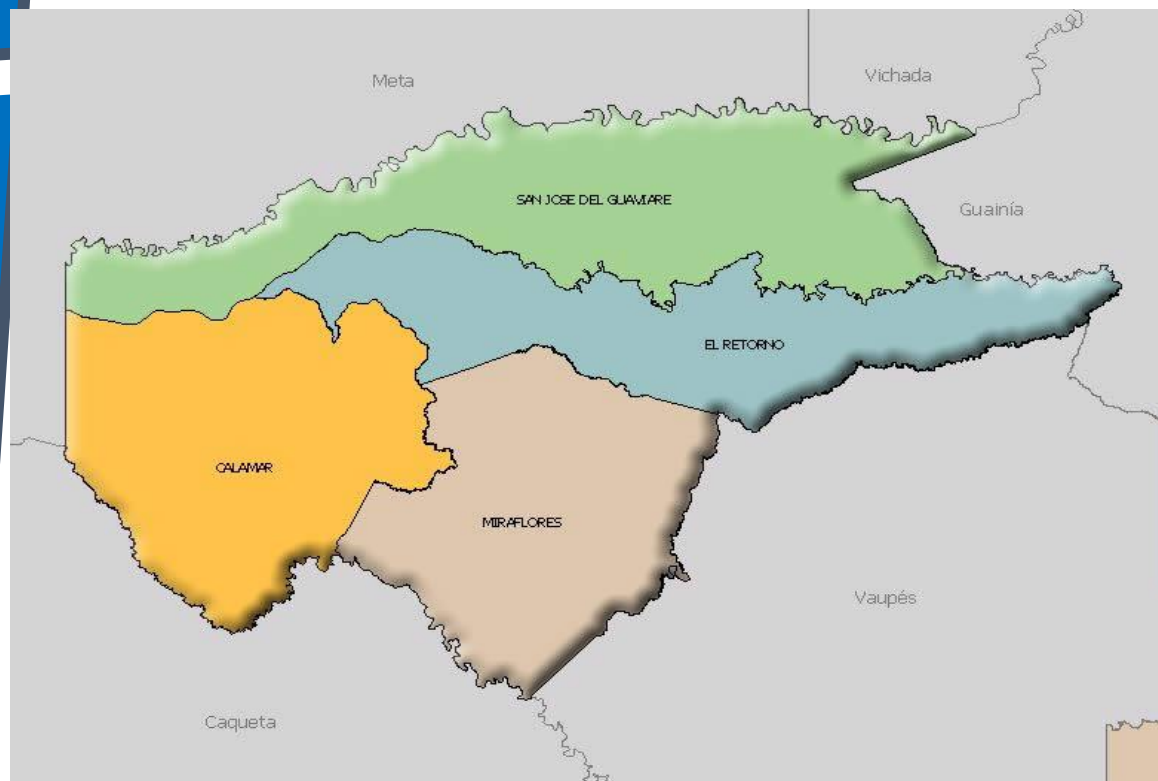 Meta
Vichada
SAN JOSE DEL GUAVIARE
Guainía
EL RETORNO
CALAMAR
MIRAFLORES
Vaupés
Caqueta